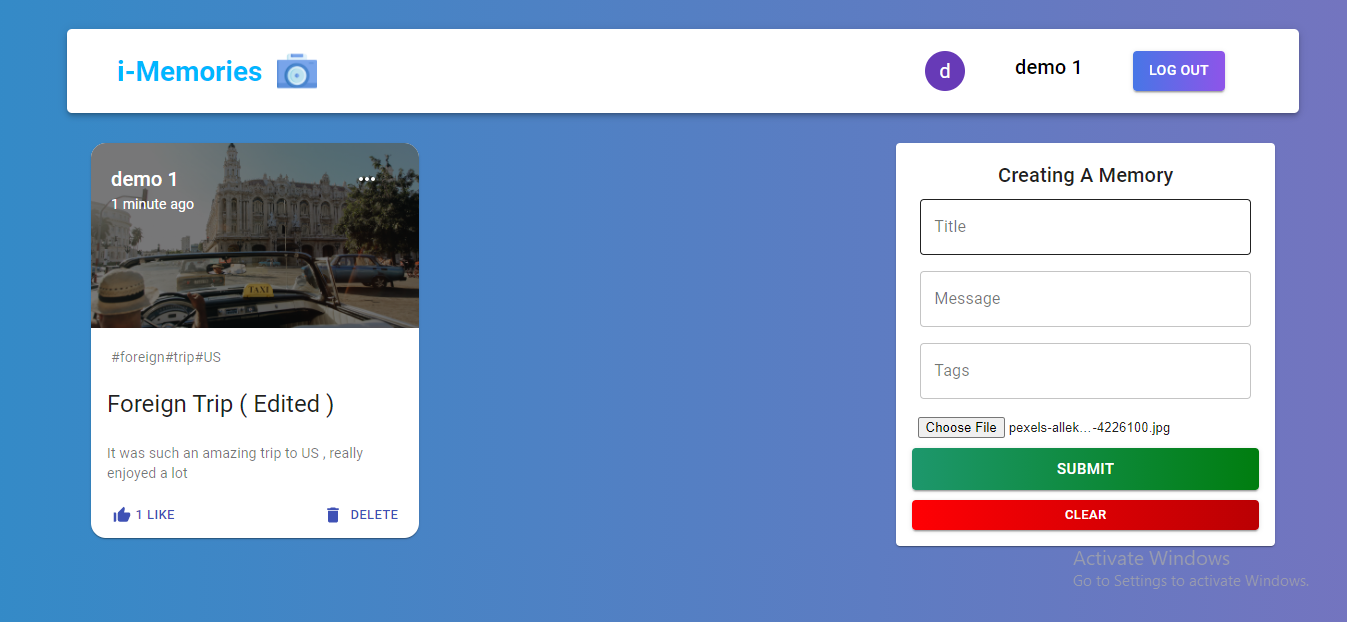 i-Memories
d
demo 1
LOG OUT
demo 1
1 minute ago
TAXI
#foreign#trip#US
Foreign Trip ( Edited )
It was such an amazing trip to US , really
enjoyed a lot
1 LIKE
DELETE
Creating A Memory
Title
Message
Tags
Choose File pexels-allek...-4226100.jpg
SUBMIT
CLEAR
Activate Windows
Go to Settings to activate Windows.